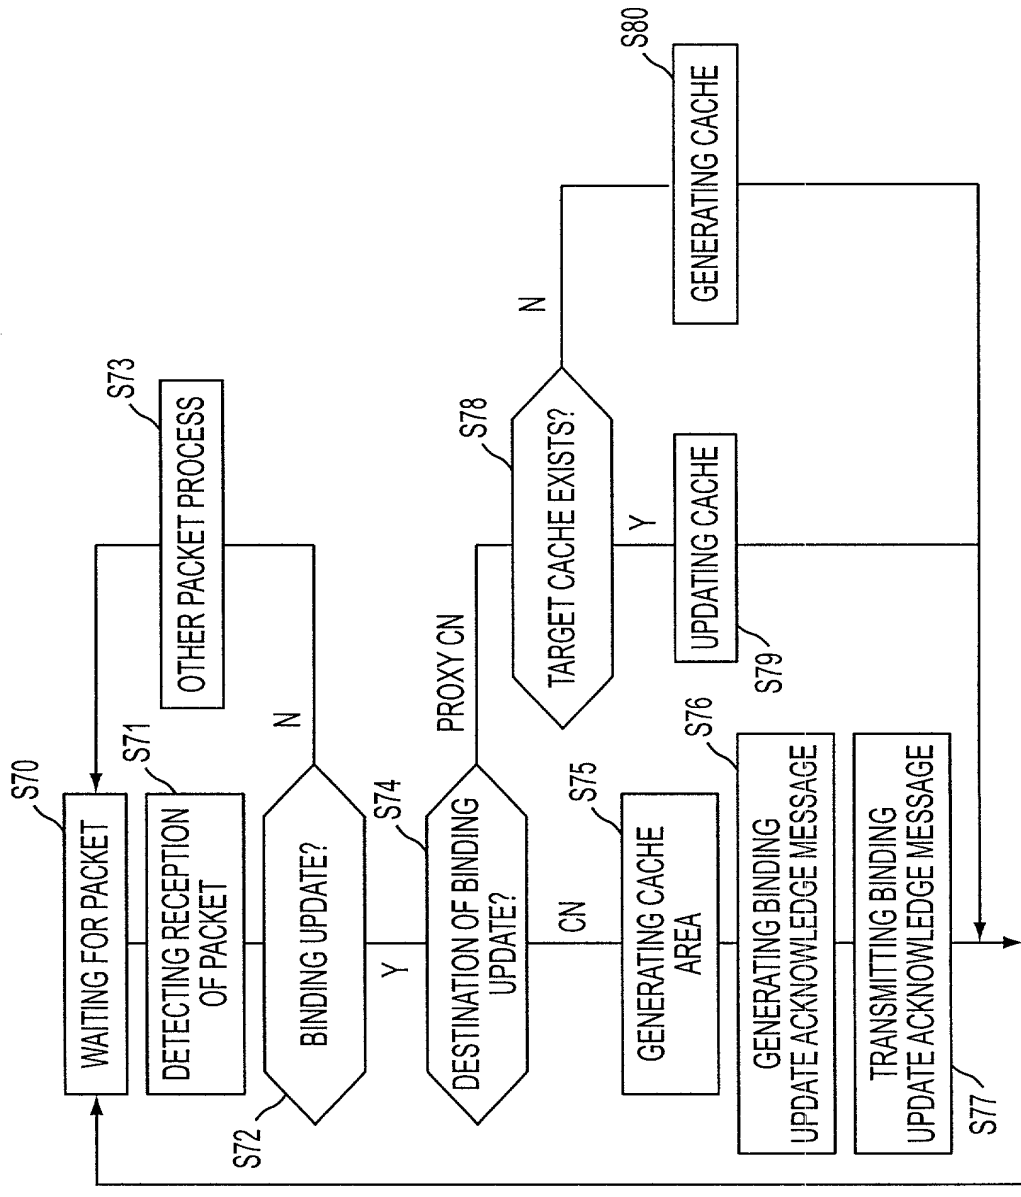 S70
WAITING FOR PACKET
S71
DETECTING RECEPTION
OF PACKET
S72
BINDING UPDATE?
N
S73
OTHER PACKET PROCESS
Y
S74
DESTINATION OF BINDING
UPDATE?
PROXY CN
CN
S75
GENERATING CACHE
AREA
S76
GENERATING BINDING
UPDATE ACKNOWLEDGE MESSAGE
TRANSMITTING BINDING
UPDATE ACKNOWLEDGE MESSAGE
S77
S78
TARGET CACHE EXISTS?
N
Y
UPDATING CACHE
S79
S80
GENERATING CACHE